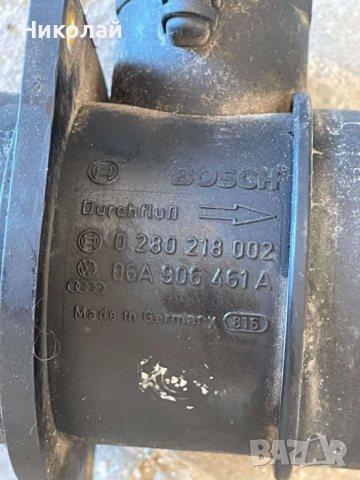 Николай
BOSCH
Durchfluß
0 280 218 002
06A 906 461 A
Made in Germany 816
BAZAR